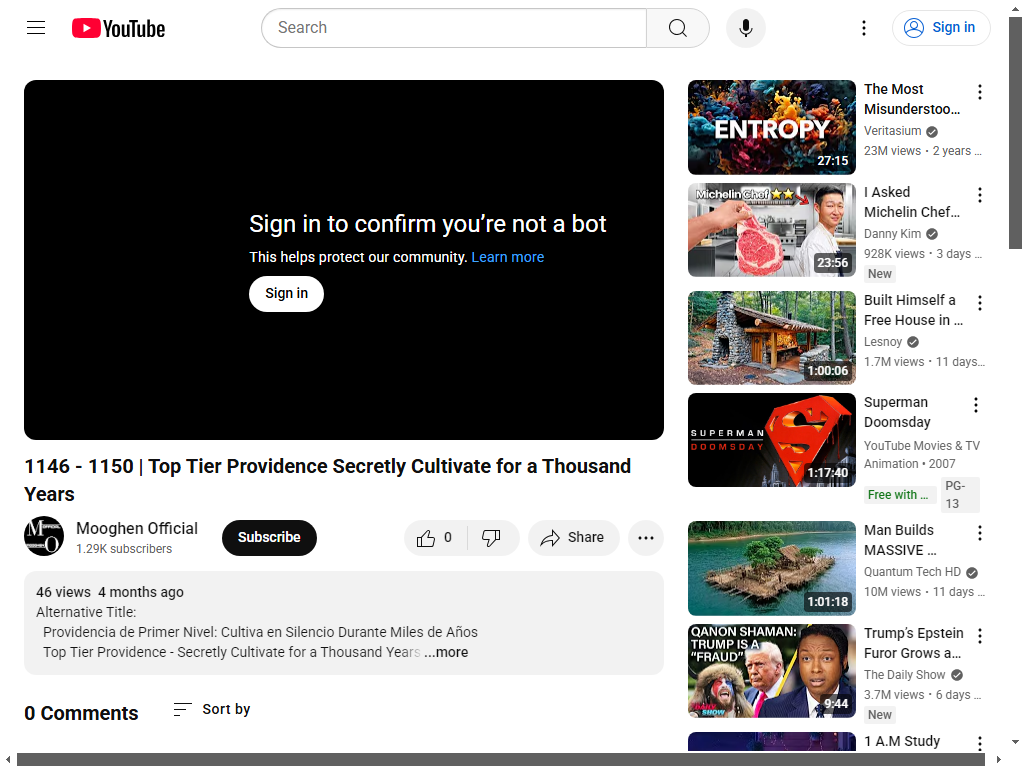 YouTube
Search
Sign in
Sign in to confirm you’re not a bot
This helps protect our community. Learn more
Sign in
1146 - 1150 | Top Tier Providence Secretly Cultivate for a Thousand
Years
Mooghen Official
1.29K subscribers
Subscribe
0
Share
46 views 4 months ago
Alternative Title:
Providencia de Primer Nivel: Cultiva en Silencio Durante Miles de Años
Top Tier Providence - Secretly Cultivate for a Thousand Years ...more
0 Comments
Sort by
ENTROPY
27:15
The Most
Misunderstoo...
Veritasium
23M views • 2 years ...
Michelin Chef
23:56
I Asked
Michelin Chef...
Danny Kim
928K views • 3 days ...
New
1:00:06
Built Himself a
Free House in ...
Lesnoy
1.7M views • 11 days...
SUPERMAN
DOOMSDAY
1:17:40
Superman
Doomsday
YouTube Movies & TV
Animation • 2007
Free with ...
PG-
13
1:01:18
Man Builds
MASSIVE ...
Quantum Tech HD
10M views • 11 days ...
QANON SHAMAN:
TRUMP IS A
“FRAUD”
DAILY
SHOW
9:44
Trump’s Epstein
Furor Grows a...
The Daily Show
3.7M views • 6 days ...
New
1 A.M Study